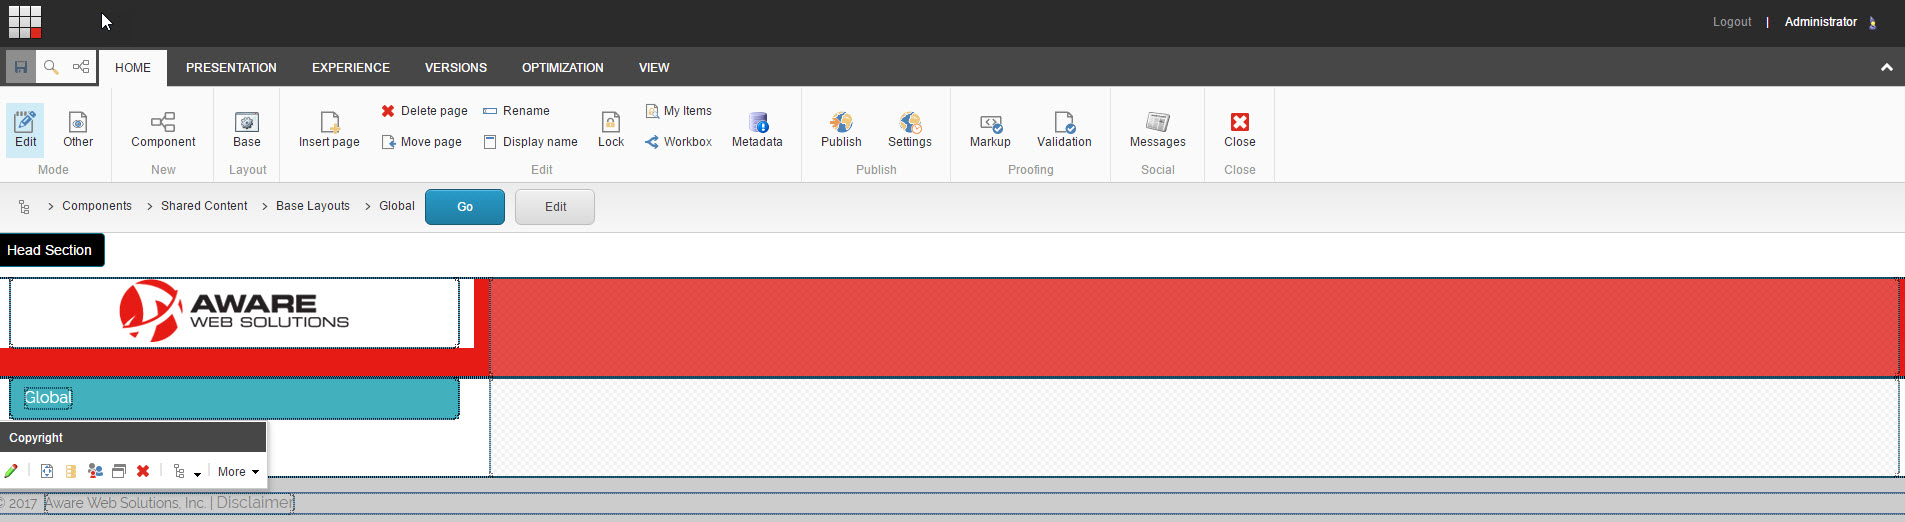 Logout | Administrator
HOME PRESENTATION EXPERIENCE VERSIONS OPTIMIZATION VIEW
Delete page Rename My Items
Edit Other Component Base Insert page Move page Display name Lock Workbox Metadata Publish Settings Markup Validation Messages Close
Mode New Layout Edit Publish Proofing Social Close
Components Shared Content Base Layouts Global Go Edit
Head Section
AWARE
WEB SOLUTIONS
Global
Copyright
More
© 2017 Aware Web Solutions, Inc. | Disclaimer